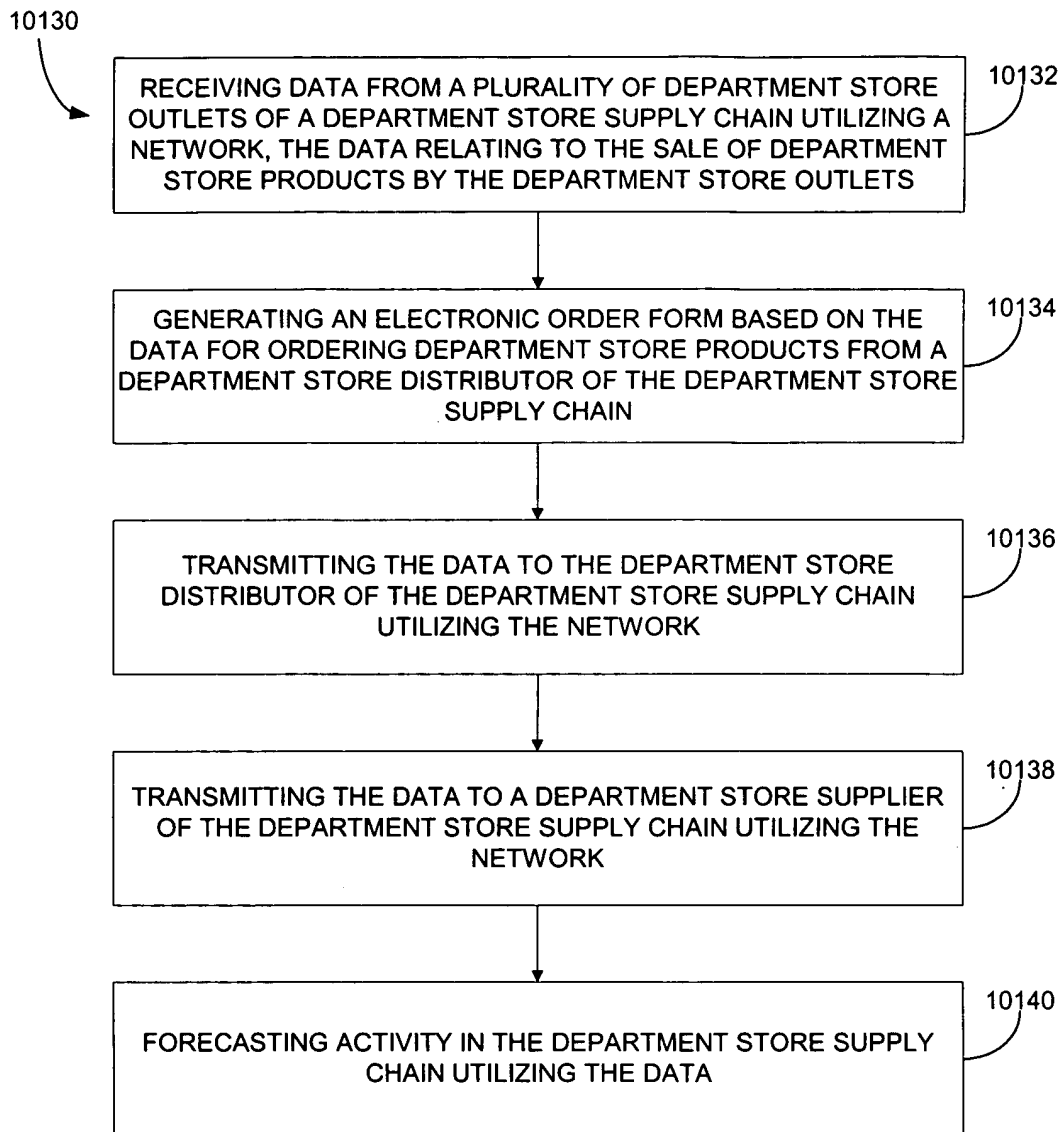 10130
10132
RECEIVING DATA FROM A PLURALITY OF DEPARTMENT STORE
OUTLETS OF A DEPARTMENT STORE SUPPLY CHAIN UTILIZING A
NETWORK, THE DATA RELATING TO THE SALE OF DEPARTMENT
STORE PRODUCTS BY THE DEPARTMENT STORE OUTLETS
10134
GENERATING AN ELECTRONIC ORDER FORM BASED ON THE
DATA FOR ORDERING DEPARTMENT STORE PRODUCTS FROM A
DEPARTMENT STORE DISTRIBUTOR OF THE DEPARTMENT STORE
SUPPLY CHAIN
10136
TRANSMITTING THE DATA TO THE DEPARTMENT STORE
DISTRIBUTOR OF THE DEPARTMENT STORE SUPPLY CHAIN
UTILIZING THE NETWORK
10138
TRANSMITTING THE DATA TO A DEPARTMENT STORE SUPPLIER
OF THE DEPARTMENT STORE SUPPLY CHAIN UTILIZING THE
NETWORK
10140
FORECASTING ACTIVITY IN THE DEPARTMENT STORE SUPPLY
CHAIN UTILIZING THE DATA